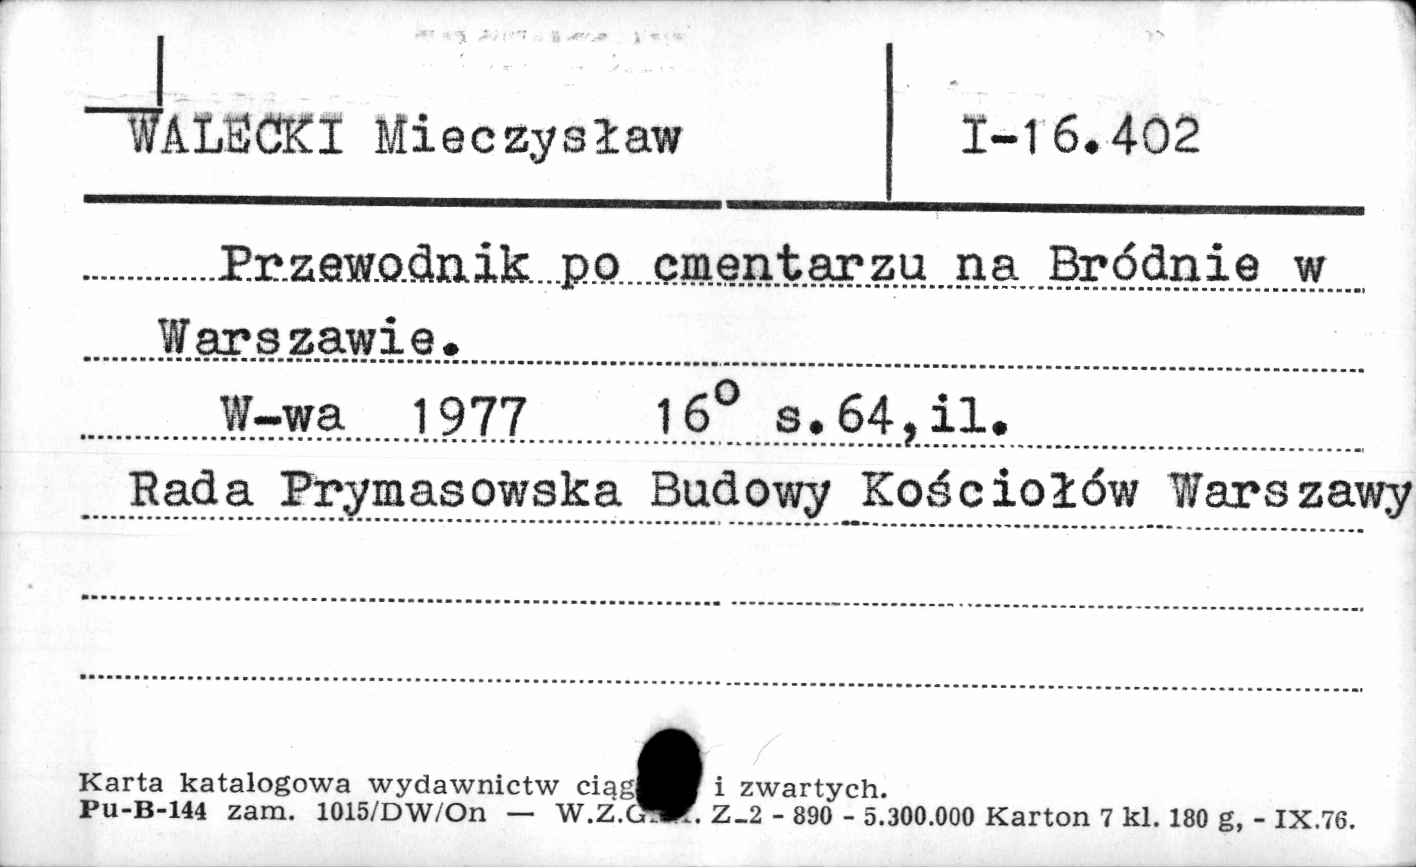 WALECKI Mieczysław
I-16.402
Przewodnik po cmentarzu na Bródnie w
Warszawie.
W-wa 1977 16° s.64,il.
Rada Prymasowska Budowy Kościołów Warszawy
Karta katalogowa wydawnictw i zwartych.
Pu-B-144 zam. 1015/DW/On — Z-2 - 890 - 5.300.000 Karton 7 kl. 180 g, - IX.76.